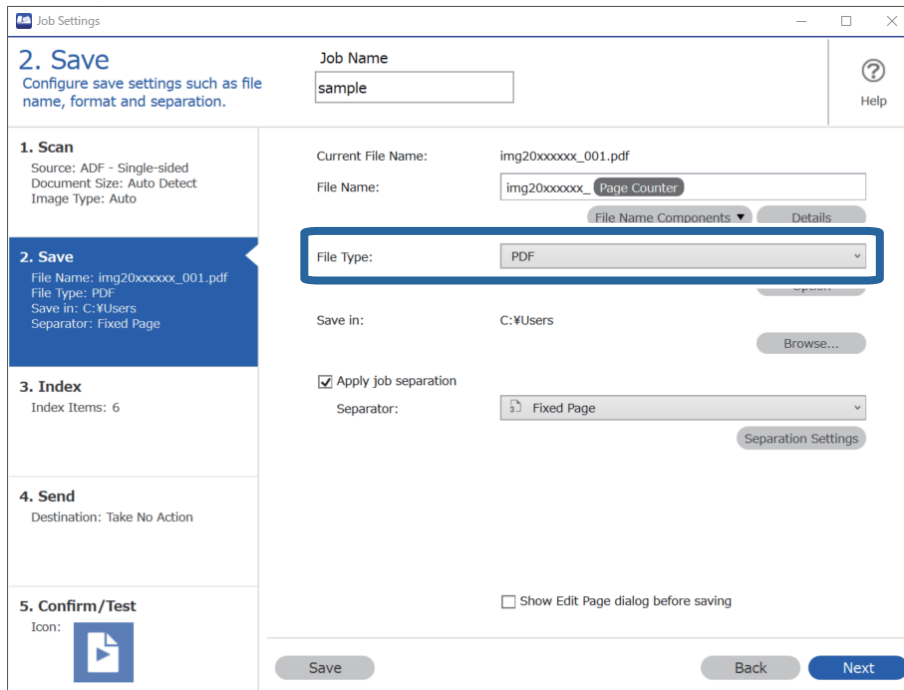 Job Settings
2. Save
Configure save settings such as file
name, format and separation.
Job Name
sample
Help
1. Scan
Source: ADF - Single-sided
Document Size: Auto Detect
Image Type: Auto
2. Save
File Name: img20xxxxxx_001.pdf
File Type: PDF
Save in: C:¥Users
Separator: Fixed Page
3. Index
Index Items: 6
4. Send
Destination: Take No Action
5. Confirm/Test
Icon:
Current File Name: img20xxxxxx_001.pdf
File Name: img20xxxxxx_ Page Counter
File Name Components Details
File Type: PDF
Save in: C:¥Users
Browse...
Apply job separation
Separator: Fixed Page
Separation Settings
Show Edit Page dialog before saving
Save Back Next